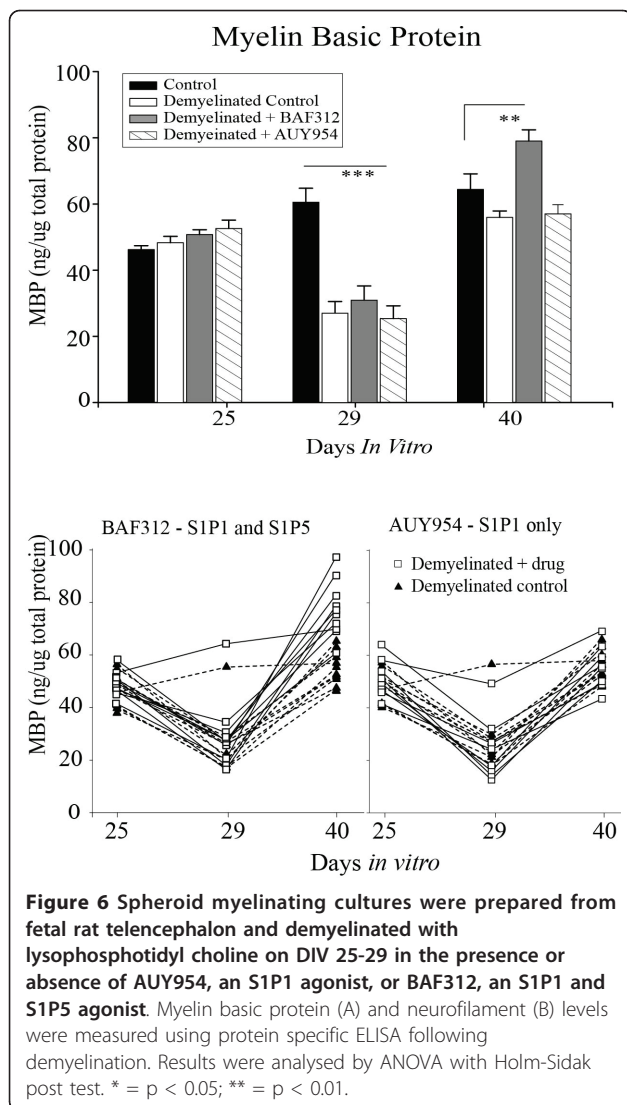 Myelin Basic Protein
100
80
60
40
20
0
MBP (ng/ug total protein)
Control
Demyelinated Control
Demyelinated + BAF312
Demyeinated + AUY954
***
**
25
29
40
Days In Vitro
BAF312 - S1P1 and S1P5
AUY954 - S1P1 only
Demyelinated + drug
Demyelinated control
100
80
60
40
20
0
MBP (ng/ug total protein)
25
29
40
25
29
40
Days in vitro
Figure 6 Spheroid myelinating cultures were prepared from
fetal rat telencephalon and demyelinated with
lysophosphotidyl choline on DIV 25-29 in the presence or
absence of AUY954, an S1P1 agonist, or BAF312, an S1P1 and
S1P5 agonist. Myelin basic protein (A) and neurofilament (B) levels
were measured using protein specific ELISA following
demyelination. Results were analysed by ANOVA with Holm-Sidak
post test. * = p < 0.05; ** = p < 0.01.